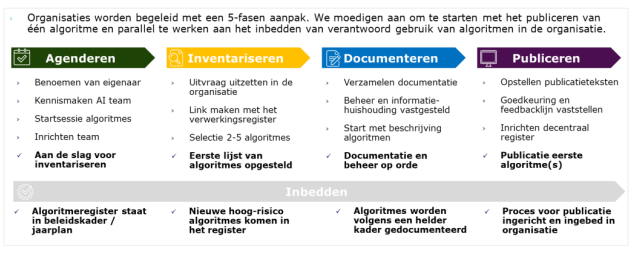 Organisaties worden begeleid met een 5-fasen aanpak. We moedigen aan om te starten met het publiceren van
één algoritme en parallel te werken aan het inbedden van verantwoord gebruik van algoritmen in de organisatie.
Agenderen
Benoemen van eigenaar
Kennismaken AI team
Startsessie algoritmes
Inrichten team
Aan de slag voor
inventariseren
Inventariseren
Uitvraag uitzetten in de
organisatie
Link maken met het
verwerkingsregister
Selectie 2-5 algoritmes
Eerste lijst van
algoritmes opgesteld
Documenteren
Verzamelen documentatie
Beheer en informatie-
huishouding vastgesteld
Start met beschrijving
algoritmen
Documentatie en
beheer op orde
Publiceren
Opstellen publicatieteksten
Goedkeuring en
feedbacklijn vaststellen
Inrichten decentraal
register
Publicatie eerste
algoritme(s)
Inbedden
Algoritmeregister staat
in beleidskader /
jaarplan
Nieuwe hoog-risico
algoritmes komen in
het register
Algoritmes worden
volgens een helder
kader gedocumenteerd
Proces voor publicatie
ingericht en ingebed in
organisatie